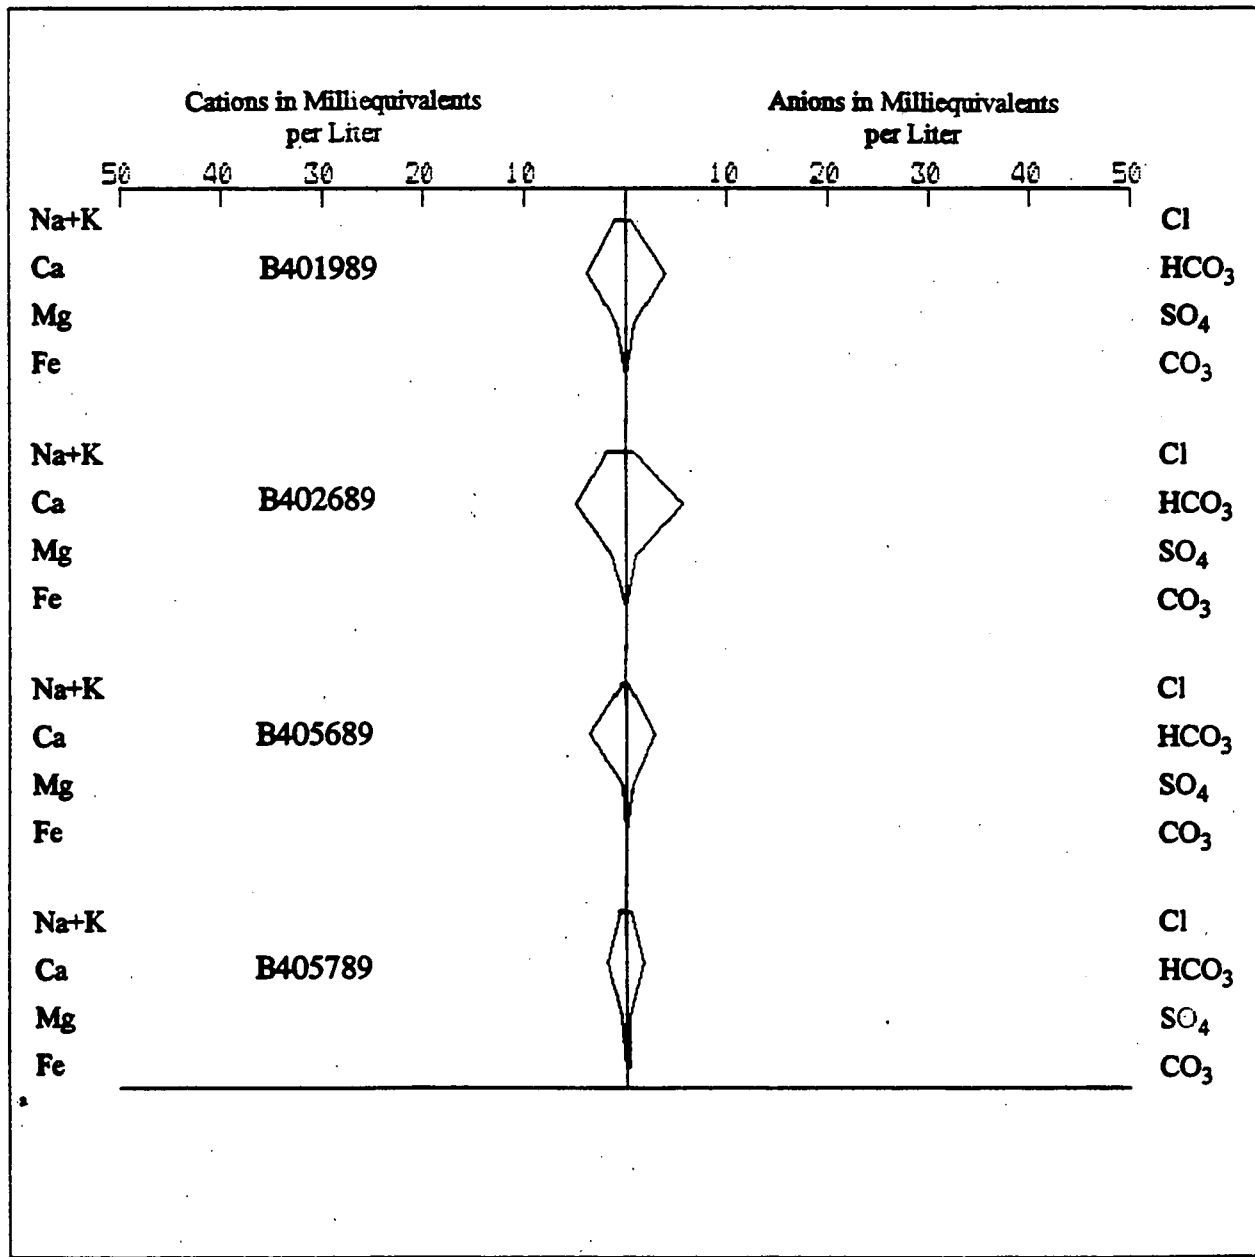 Cations in Milliequivalents
per Liter
Anions in Milliequivalents
per Liter
50 40 30 20 10 10 20 30 40 50
Na+K Cl
Ca B401989 HCO₃
Mg SO₄
Fe CO₃
Na+K Cl
Ca B402689 HCO₃
Mg SO₄
Fe CO₃
Na+K Cl
Ca B405689 HCO₃
Mg SO₄
Fe CO₃
Na+K Cl
Ca B405789 HCO₃
Mg SO₄
Fe CO₃